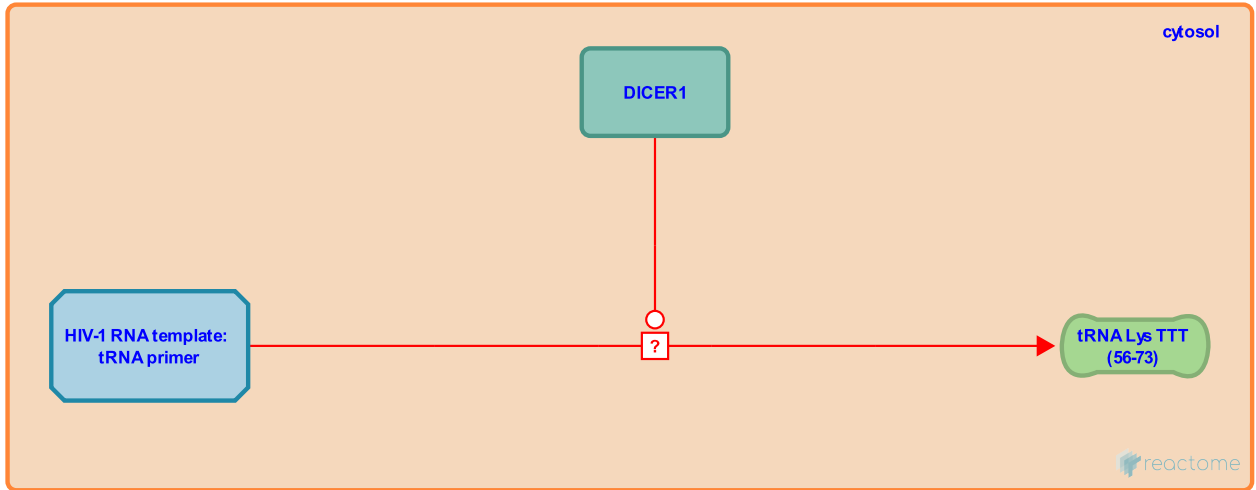 cytosol
DICER1
HIV-1 RNA template:
tRNA primer
?
tRNA Lys TTT
(56-73)
reactome